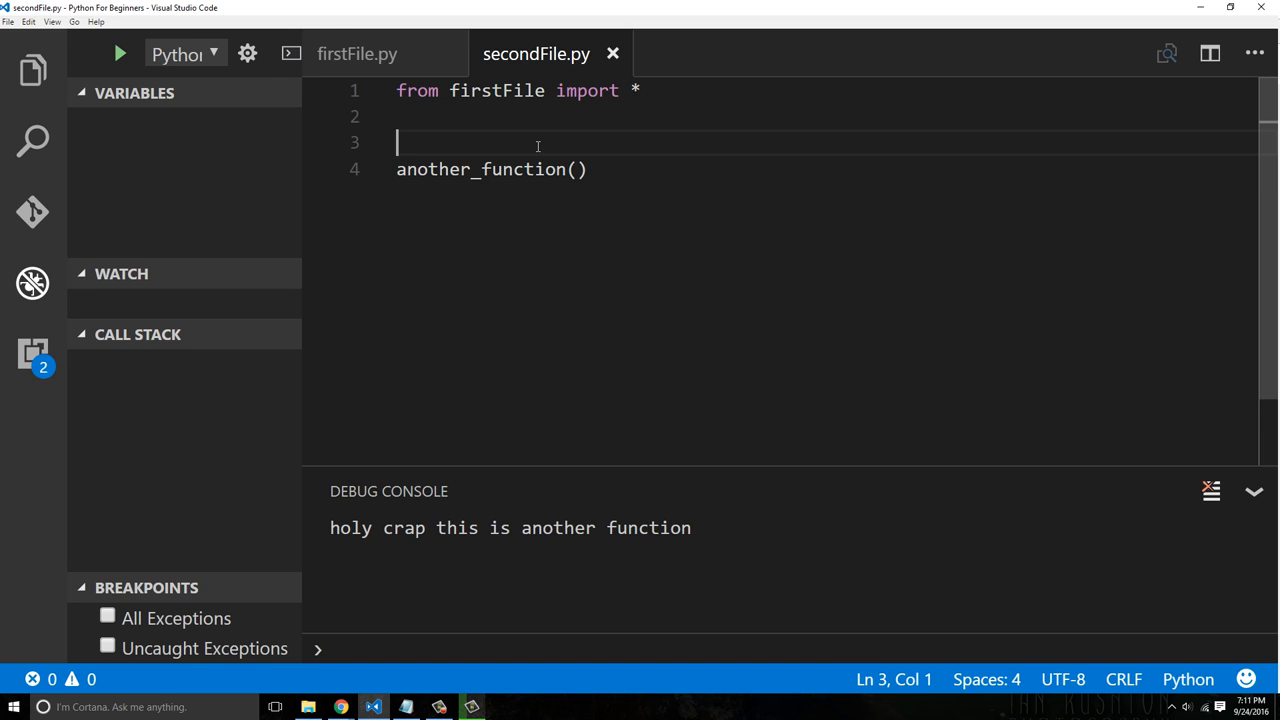 secondFile.py - Python For Beginners - Visual Studio Code
File Edit View Go Help
Pythor
firstFile.py
secondFile.py
VARIABLES
WATCH
CALL STACK
BREAKPOINTS
All Exceptions
Uncaught Exceptions
2
1 from firstFile import *
2
3
4 another_function()
DEBUG CONSOLE
holy crap this is another function
0 0
Ln 3, Col 1 Spaces: 4 UTF-8 CRLF Python
I'm Cortana. Ask me anything.
7:11 PM
9/24/2016